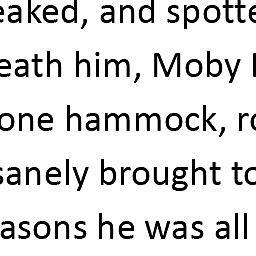 eaked, and spotte
eath him, Moby
one hammock, ro
sanely brought to
asons he was all